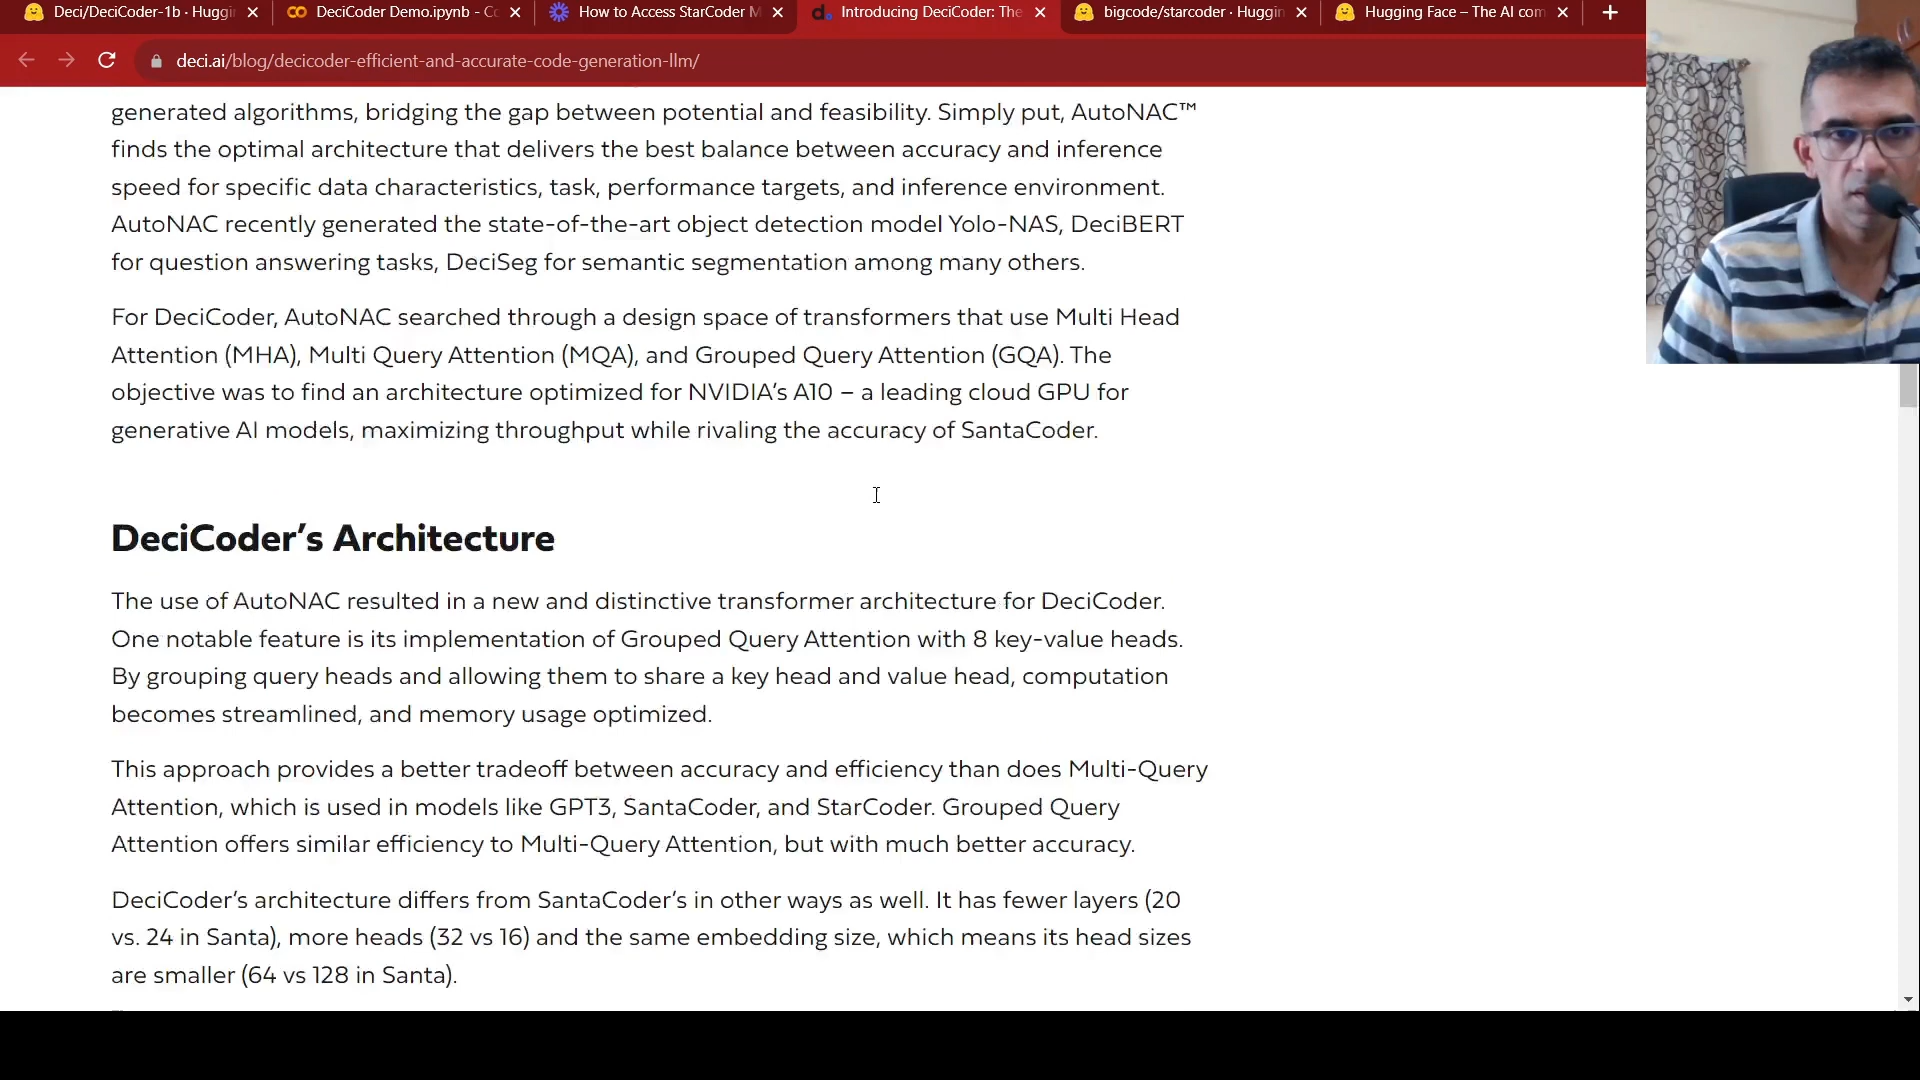 Deci/DeciCoder-1b · Huggi
DeciCoder Demo.ipynb - Co
How to Access StarCoder M
Introducing DeciCoder: The
bigcode/starcoder · Huggin
Hugging Face – The AI com
deci.ai/blog/decicoder-efficient-and-accurate-code-generation-llm/
generated algorithms, bridging the gap between potential and feasibility. Simply put, AutoNAC™
finds the optimal architecture that delivers the best balance between accuracy and inference
speed for specific data characteristics, task, performance targets, and inference environment.
AutoNAC recently generated the state-of-the-art object detection model Yolo-NAS, DeciBERT
for question answering tasks, DeciSeg for semantic segmentation among many others.
For DeciCoder, AutoNAC searched through a design space of transformers that use Multi Head
Attention (MHA), Multi Query Attention (MQA), and Grouped Query Attention (GQA). The
objective was to find an architecture optimized for NVIDIA’s A10 – a leading cloud GPU for
generative AI models, maximizing throughput while rivaling the accuracy of SantaCoder.
DeciCoder’s Architecture
The use of AutoNAC resulted in a new and distinctive transformer architecture for DeciCoder.
One notable feature is its implementation of Grouped Query Attention with 8 key-value heads.
By grouping query heads and allowing them to share a key head and value head, computation
becomes streamlined, and memory usage optimized.
This approach provides a better tradeoff between accuracy and efficiency than does Multi-Query
Attention, which is used in models like GPT3, SantaCoder, and StarCoder. Grouped Query
Attention offers similar efficiency to Multi-Query Attention, but with much better accuracy.
DeciCoder’s architecture differs from SantaCoder’s in other ways as well. It has fewer layers (20
vs. 24 in Santa), more heads (32 vs 16) and the same embedding size, which means its head sizes
are smaller (64 vs 128 in Santa).